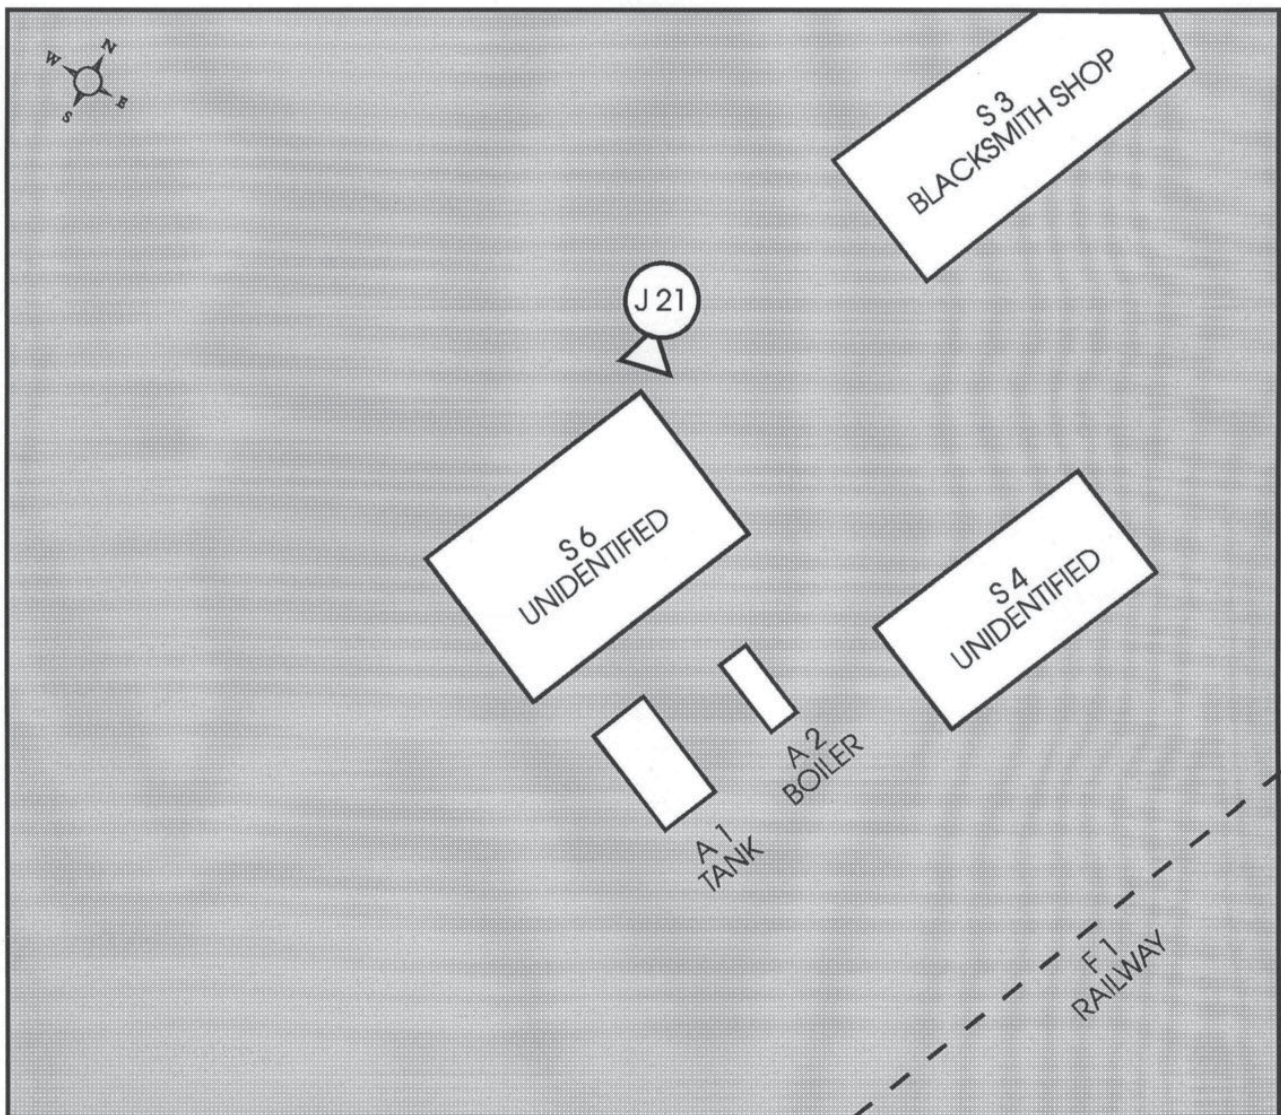 N
W
E
S
S 3
BLACKSMITH SHOP
J 21
S 6
UNIDENTIFIED
S 4
UNIDENTIFIED
A 2
BOILER
A 1
TANK
F 1
RAILWAY